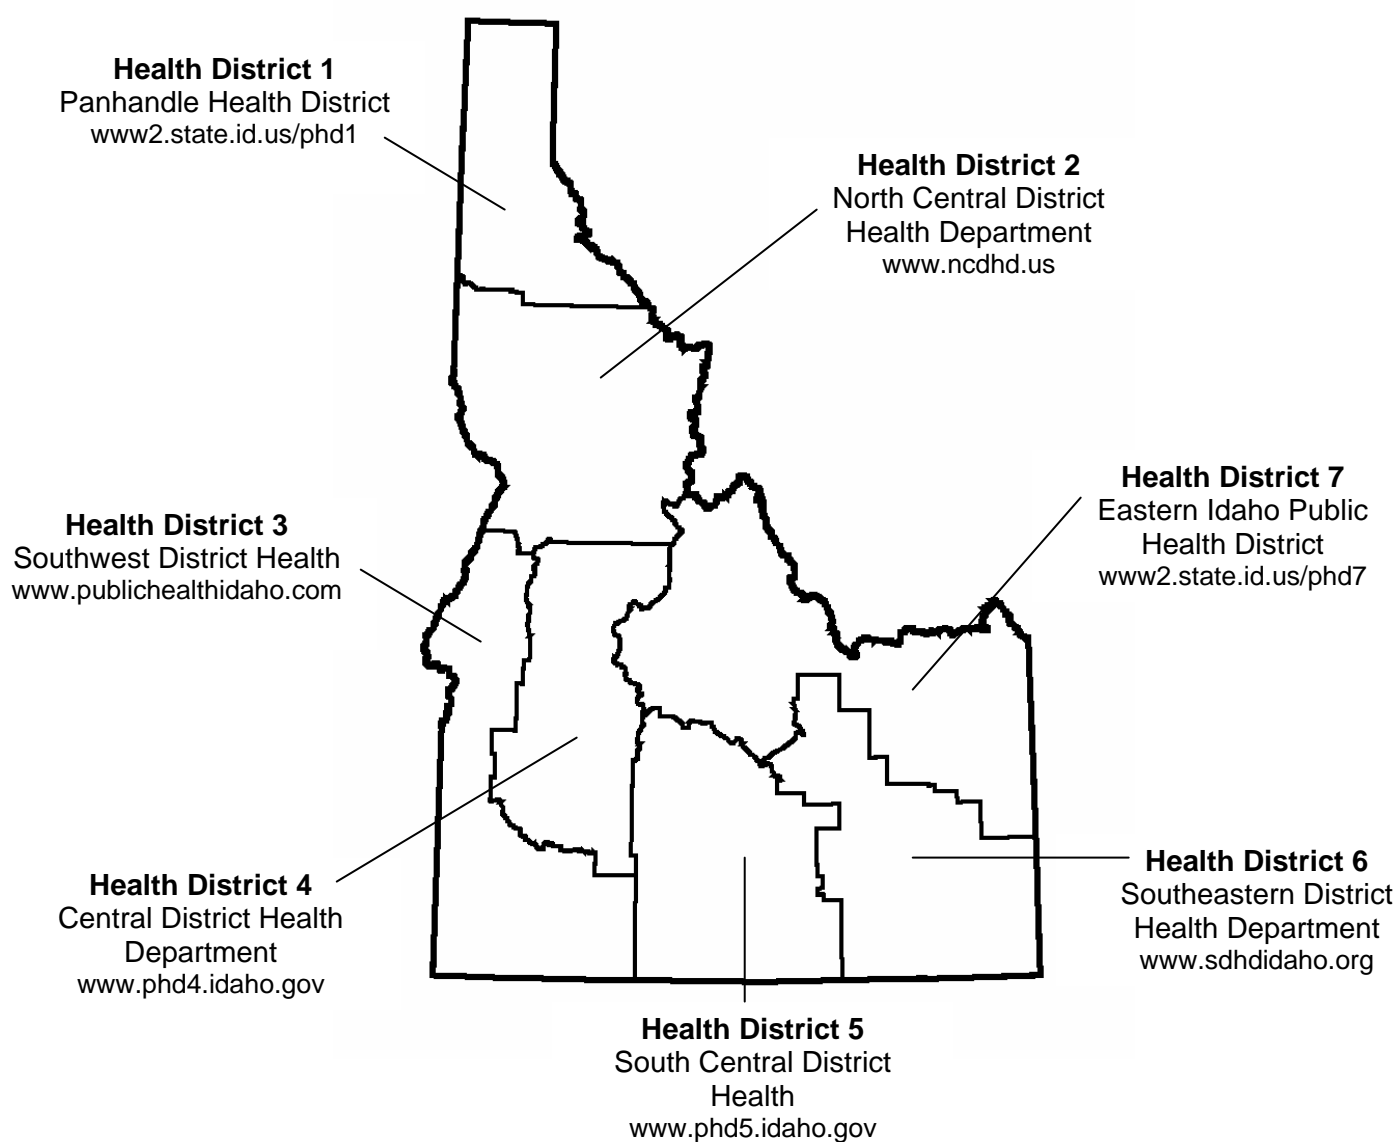 Health District 1
Panhandle Health District
www2.state.id.us/phd1
Health District 2
North Central District
Health Department
www.ncdhd.us
Health District 7
Eastern Idaho Public
Health District
www2.state.id.us/phd7
Health District 3
Southwest District Health
www.publichealthidaho.com
Health District 4
Central District Health
Department
www.phd4.idaho.gov
Health District 6
Southeastern District
Health Department
www.sdhdidaho.org
Health District 5
South Central District
Health
www.phd5.idaho.gov